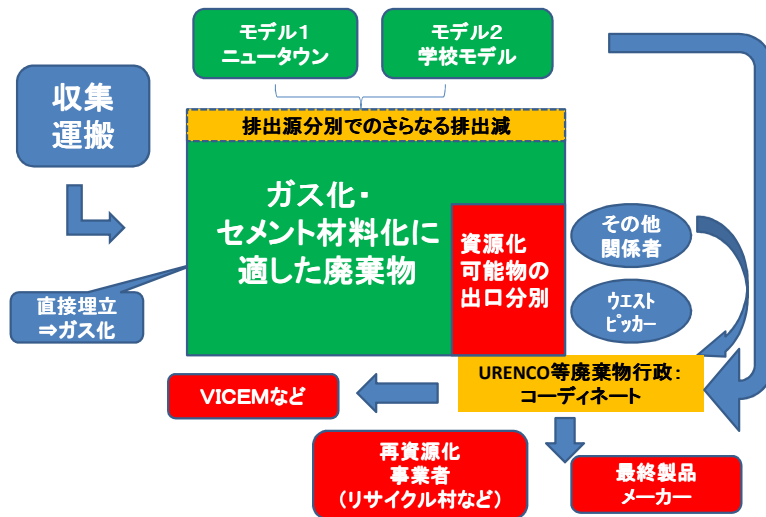 モデル1
ニュータウン
モデル2
学校モデル
収集
運搬
排出源分別でのさらなる排出減
ガス化・
セメント材料化に
適した廃棄物
資源化
可能物の
出口分別
その他
関係者
直接埋立
⇒ガス化
ウエスト
ピッカー
URENCO等廃棄物行政：
コーディネート
VICEMなど
再資源化
事業者
（リサイクル村など）
最終製品
メーカー